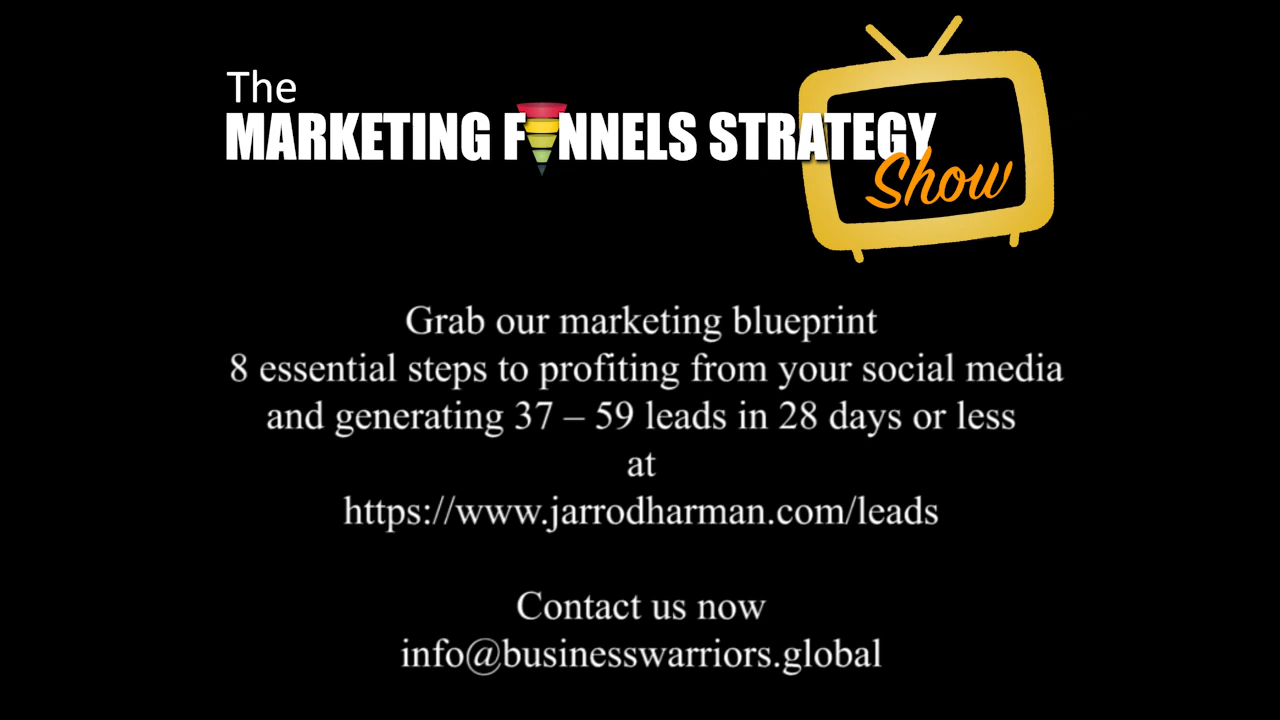 The
MARKETING FUNNELS STRATEGY
Show
Grab our marketing blueprint
8 essential steps to profiting from your social media
and generating 37 – 59 leads in 28 days or less
at
https://www.jarrodharman.com/leads
Contact us now
info@businesswarriors.global